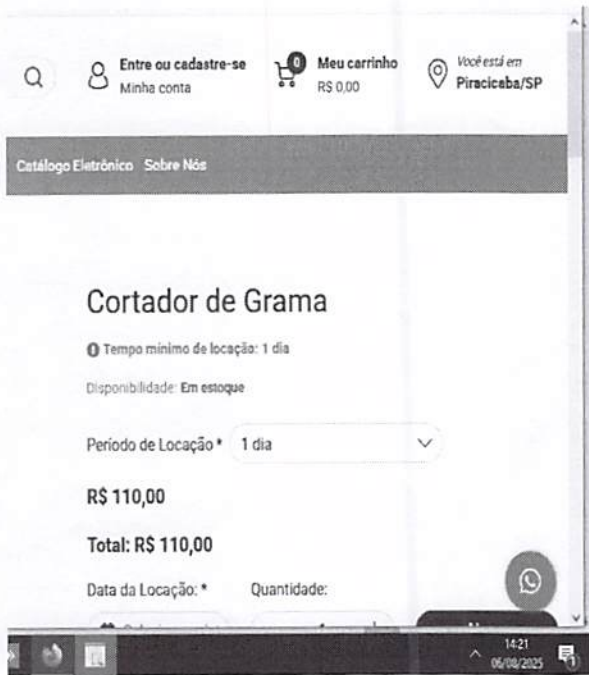 Entre ou cadastre-se
Minha conta
0
Meu carrinho
R$ 0,00
Você está em
Piracicaba/SP
Catálogo Eletrônico Sobre Nós
Cortador de Grama
Tempo mínimo de locação: 1 dia
Disponibilidade: Em estoque
Período de Locação * 1 dia
R$ 110,00
Total: R$ 110,00
Data da Locação: * Quantidade:
14:21
06/08/2025
1